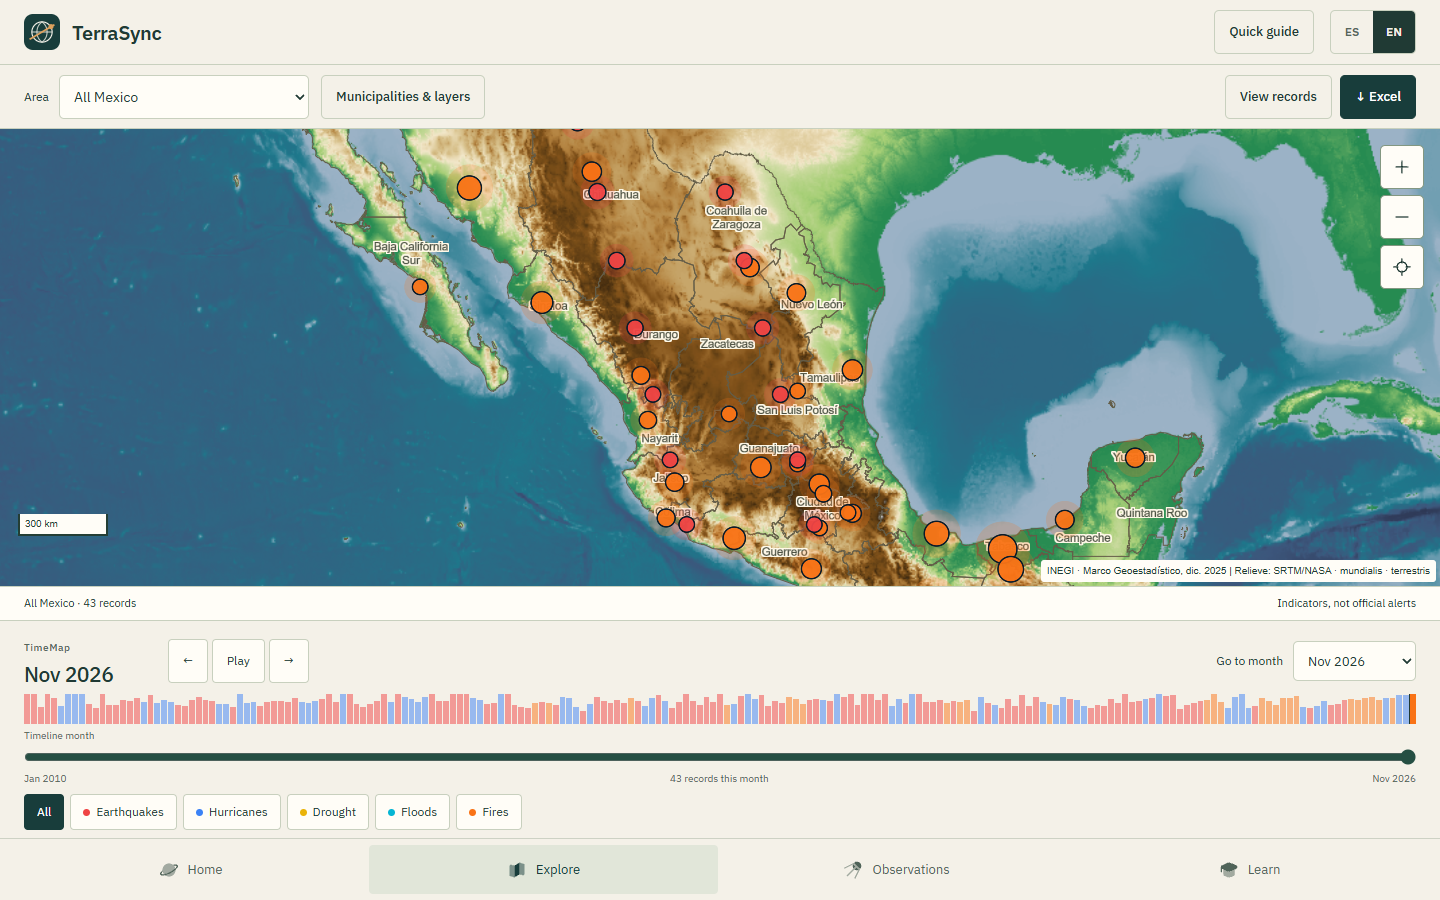 TerraSync
Quick guide
ES
EN
Area
All Mexico
Municipalities & layers
View records
↓ Excel
Coahuila de
Zaragoza
Baja California
Sur
Nuevo León
Zacatecas
San Luis Potosí
Nayarit
Guanajuato
Ciudad de
México
Guerrero
Quintana Roo
Campeche
300 km
INEGI · Marco Geoestadístico, dic. 2025 | Relieve: SRTM/NASA · mundialis · terrestris
All Mexico · 43 records
Indicators, not official alerts
TimeMap
Nov 2026
←
Play
→
Go to month
Nov 2026
Timeline month
Jan 2010
43 records this month
Nov 2026
All
Earthquakes
Hurricanes
Drought
Floods
Fires
Home
Explore
Observations
Learn